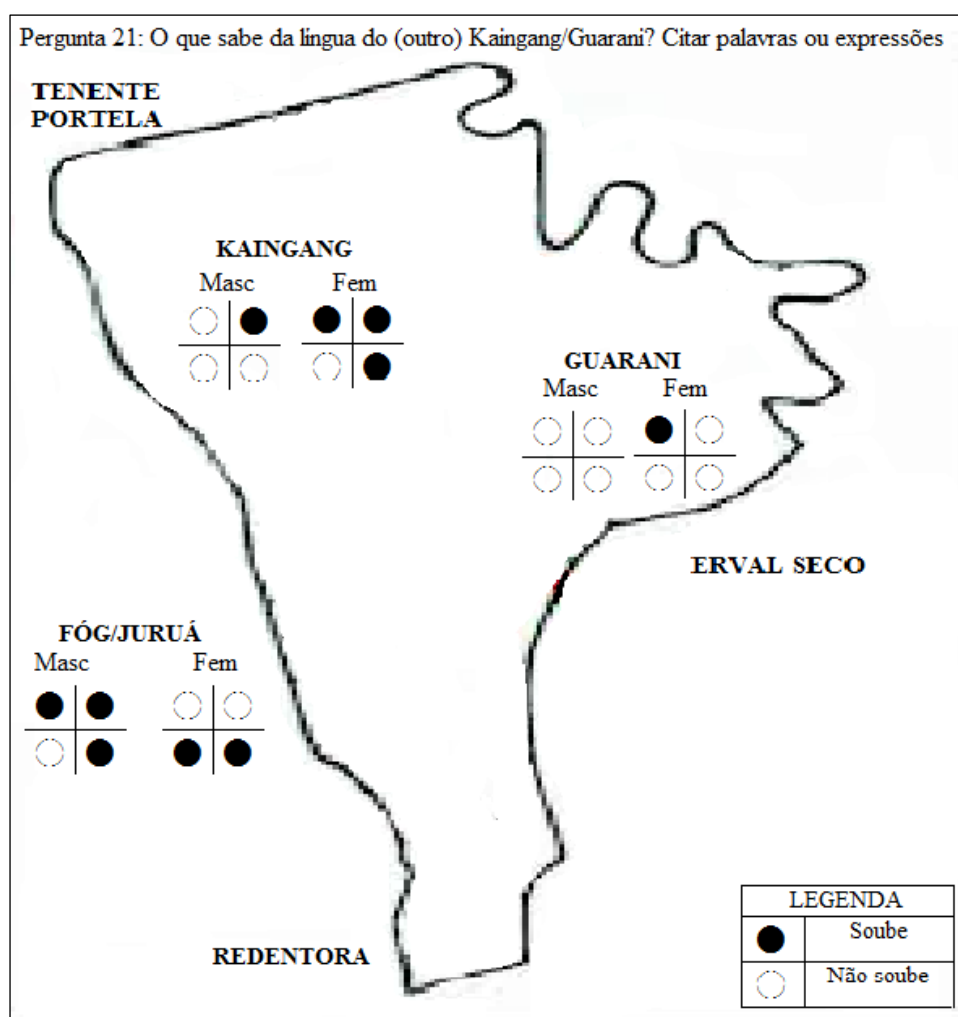 Pergunta 21: O que sabe da língua do (outro) Kaingang/Guarani? Citar palavras ou expressões
TENENTE
PORTELA
KAINGANG
Masc Fem
GUARANI
Masc Fem
ERVAL SECO
FÓG/JURUÁ
Masc Fem
REDENTORA
LEGENDA
Soube
Não soube